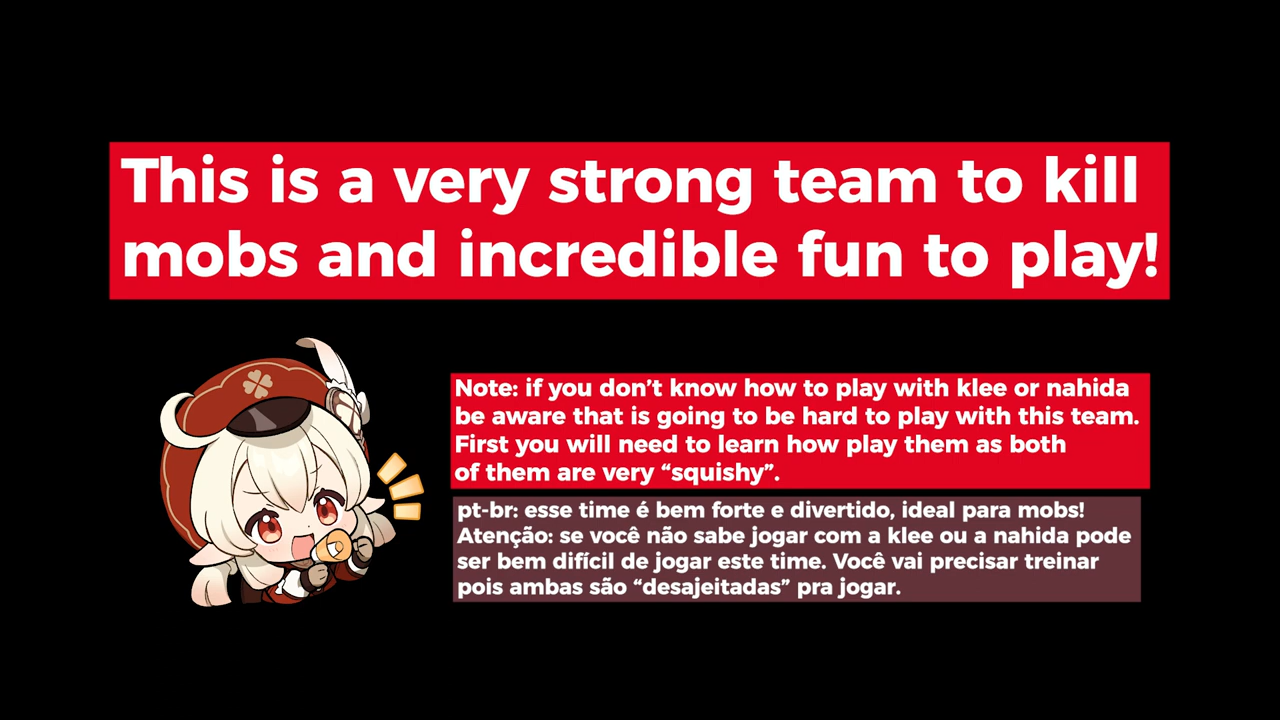 This is a very strong team to kill
mobs and incredible fun to play!
Note: if you don’t know how to play with klee or nahida
be aware that is going to be hard to play with this team.
First you will need to learn how play them as both
of them are very “squishy”.
pt-br: esse time é bem forte e divertido, ideal para mobs!
Atenção: se você não sabe jogar com a klee ou a nahida pode
ser bem difícil de jogar este time. Você vai precisar treinar
pois ambas são “desajeitadas” pra jogar.